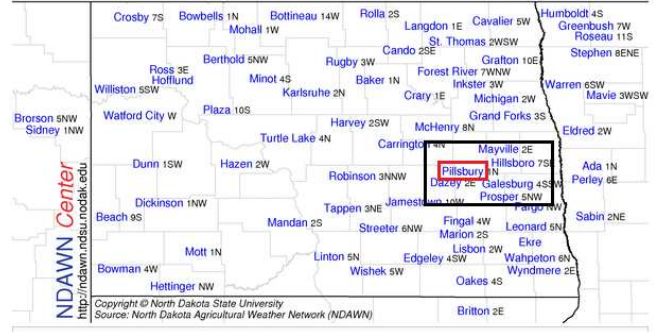 Crosby 7S
Bowbells 1N
Bottineau 14W
Rolla 2S
Langdon 1E
Cavalier 5W
Humboldt 4S
Greenbush 7W
Roseau 11S
Mohall 1W
St. Thomas 2WSW
Cando 2SE
Stephen 8ENE
Berthold 5NW
Rugby 3W
Grafton 10E
Ross 3E
Hofflund
Minot 4S
Baker 1N
Forest River 7WNW
Inkster 3W
Warren 6SW
Williston 5SW
Karlsruhe 2N
Crary 1E
Michigan 2W
Mavie 3WSW
Watford City W
Plaza 10S
Grand Forks 3S
Brorson 5NW
Sidney 1NW
Harvey 2SW
McHenry 8N
Eldred 2W
Turtle Lake 4N
Carrington 4N
Mayville 2E
Dunn 1SW
Hazen 2W
Hillsboro 7SE
Ada 1N
Robinson 3NNW
Pillsbury 1N
Perley 6E
Dazey 2E
Galesburg 4SSW
Dickinson 1NW
Jamestown 10W
Prosper 5NW
Tappen 3NE
Fargo NW
Beach 9S
Mandan 2S
Streeter 6NW
Fingal 4W
Leonard 5N
Sabin 2NE
Marion 2S
Mott 1N
Linton 5N
Edgeley 4SW
Lisbon 2W
Ekre
Wahpeton 6N
Bowman 4W
Wishek 5W
Wyndmere 2E
Hettinger NW
Oakes 4S
Britton 2E
NDAWN Center
http://ndawn.ndsu.nodak.edu
Copyright © North Dakota State University
Source: North Dakota Agricultural Weather Network (NDAWN)